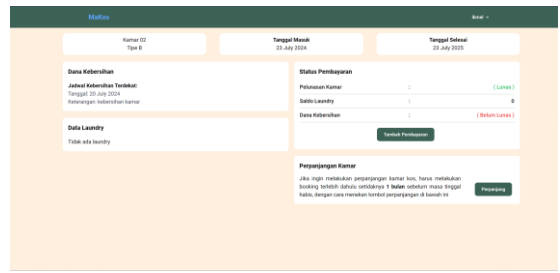 MaKos
Kamar 02
Tipe B
Tanggal Masuk
23 July 2024
Tanggal Selesai
23 July 2025
Dana Kebersihan
Jadwal Kebersihan Terdekat:
Tanggal: 20 July 2024
Keterangan: kebersihan kamar
Data Laundry
Tidak ada laundry
Status Pembayaran
Pelunasan Kamar : ( Lunas )
Saldo Laundry : 0
Dana Kebersihan : ( Belum Lunas )
Tambah Pembayaran
Perpanjangan Kamar
Jika ingin melakukan perpanjangan kamar kos, harus melakukan
booking terlebih dahulu setidaknya 1 bulan sebelum masa tinggal
habis, dengan cara menekan tombol perpanjangan di bawah ini
Perpanjang